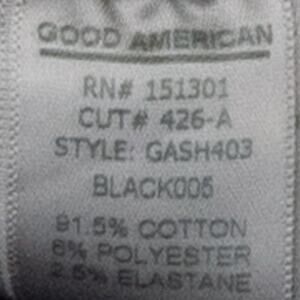 GOOD AMERICAN
RN# 151301
CUT# 426-A
STYLE: GASH403
BLACK005
91.5% COTTON
6% POLYESTER
2.5% ELASTANE